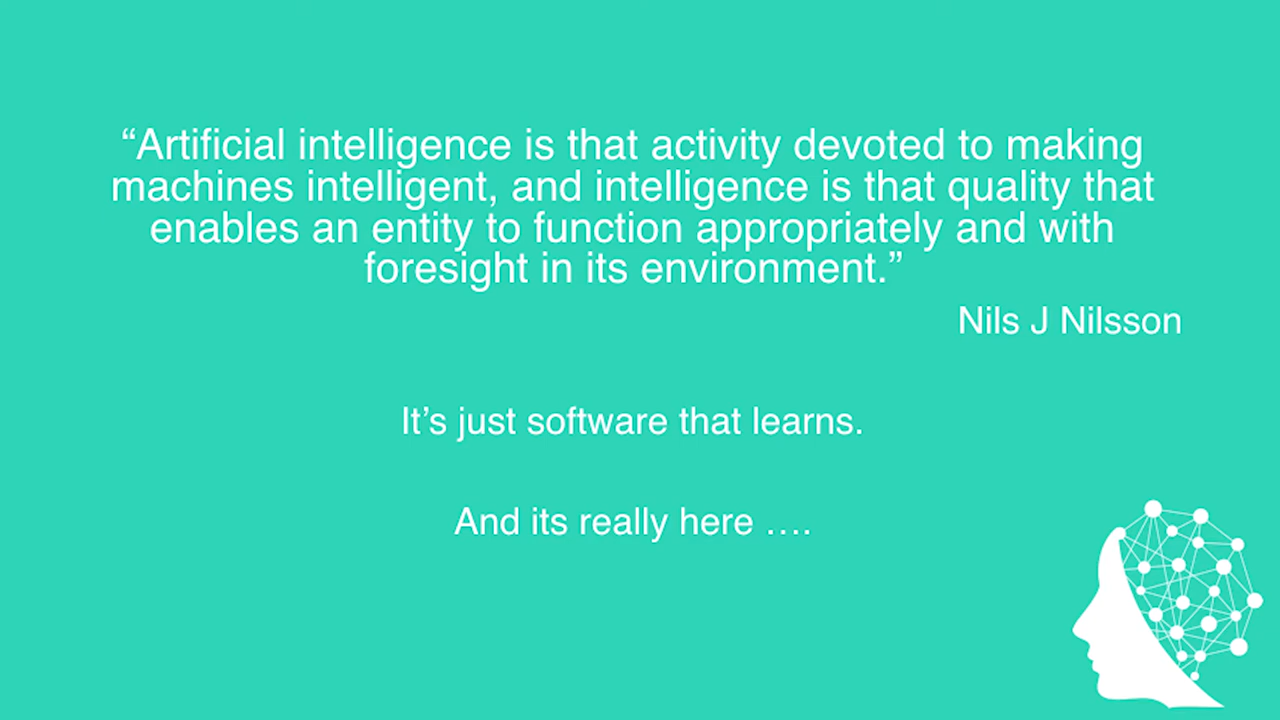 “Artificial intelligence is that activity devoted to making
machines intelligent, and intelligence is that quality that
enables an entity to function appropriately and with
foresight in its environment.”
Nils J Nilsson
It’s just software that learns.
And its really here ….